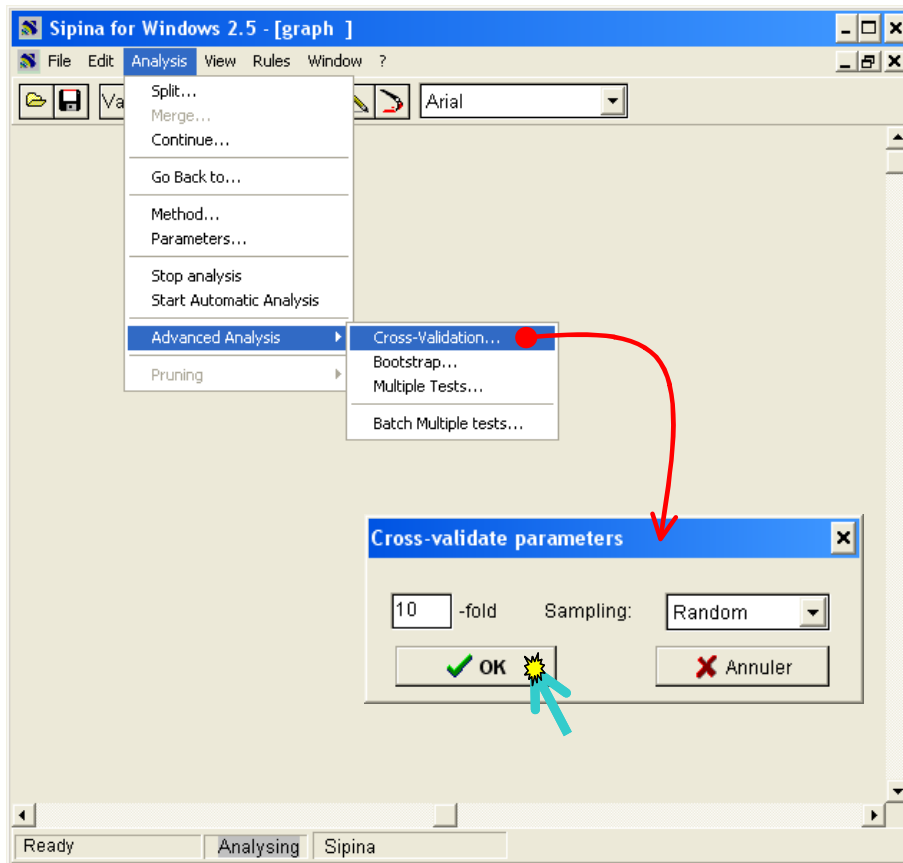 Sipina for Windows 2.5 - [graph ]
File Edit Analysis View Rules Window ?
Va
Arial
Split...
Merge...
Continue...
Go Back to...
Method...
Parameters...
Stop analysis
Start Automatic Analysis
Advanced Analysis
Pruning
Cross-Validation...
Bootstrap...
Multiple Tests...
Batch Multiple tests...
Cross-validate parameters
10 -fold Sampling: Random
OK Annuler
Ready Analysing Sipina